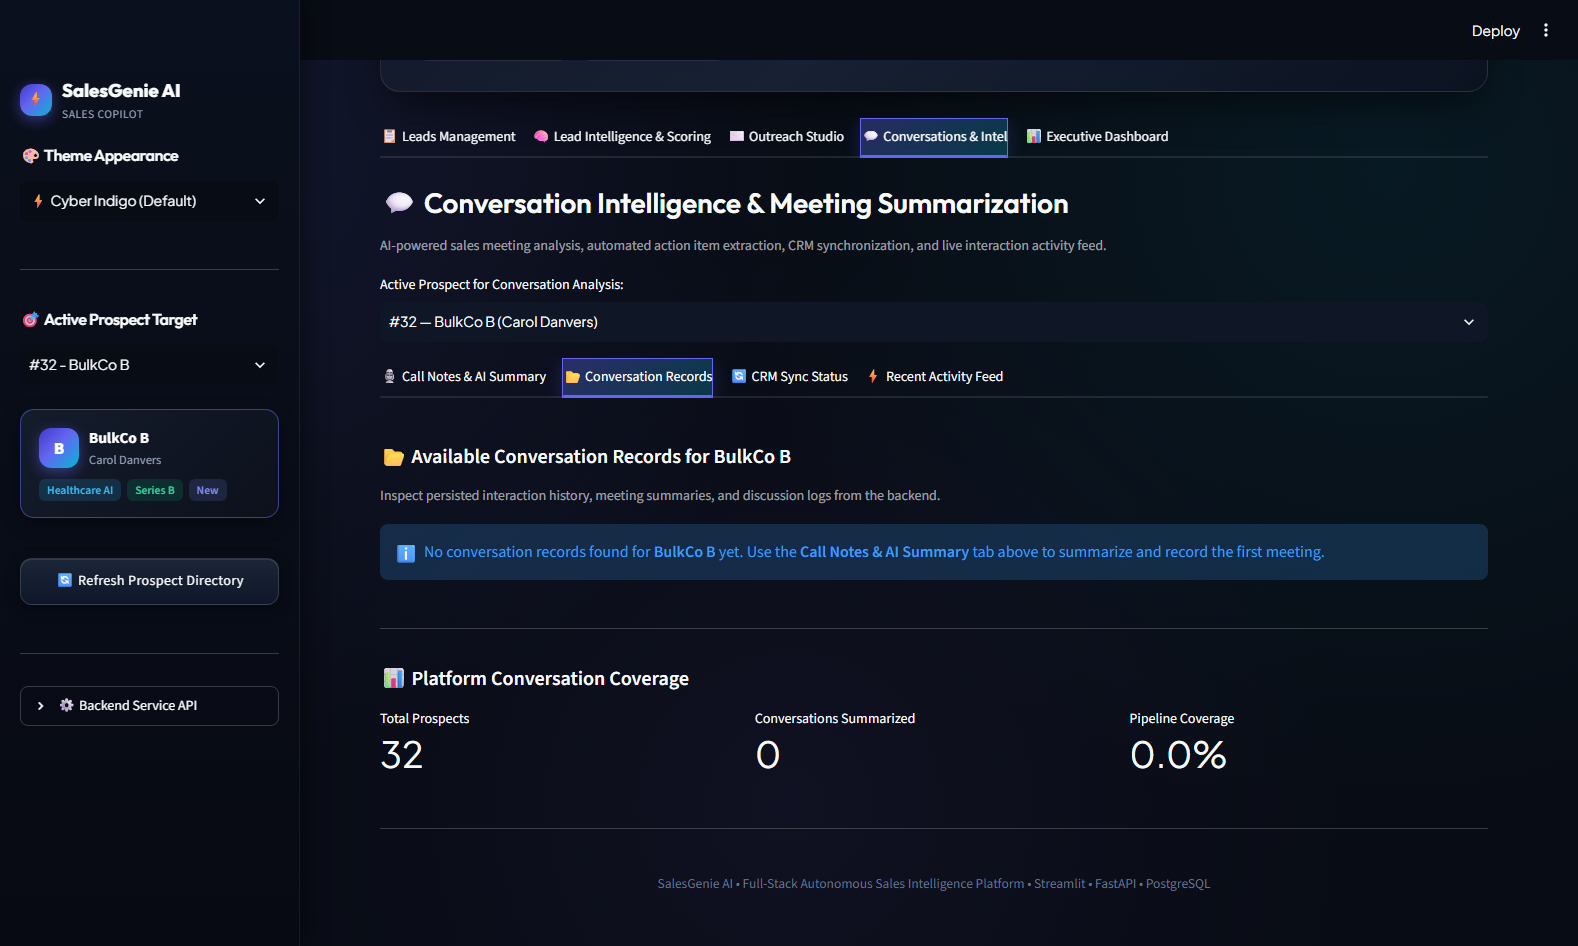 Deploy
SalesGenie AI
SALES COPILOT
Theme Appearance
Cyber Indigo (Default)
Active Prospect Target
#32 - BulkCo B
B
BulkCo B
Carol Danvers
Healthcare AI Series B New
Refresh Prospect Directory
Backend Service API
Leads Management Lead Intelligence & Scoring Outreach Studio Conversations & Intel Executive Dashboard
Conversation Intelligence & Meeting Summarization
AI-powered sales meeting analysis, automated action item extraction, CRM synchronization, and live interaction activity feed.
Active Prospect for Conversation Analysis:
#32 — BulkCo B (Carol Danvers)
Call Notes & AI Summary Conversation Records CRM Sync Status Recent Activity Feed
Available Conversation Records for BulkCo B
Inspect persisted interaction history, meeting summaries, and discussion logs from the backend.
No conversation records found for BulkCo B yet. Use the Call Notes & AI Summary tab above to summarize and record the first meeting.
Platform Conversation Coverage
Total Prospects Conversations Summarized Pipeline Coverage
32 0 0.0%
SalesGenie AI • Full-Stack Autonomous Sales Intelligence Platform • Streamlit • FastAPI • PostgreSQL